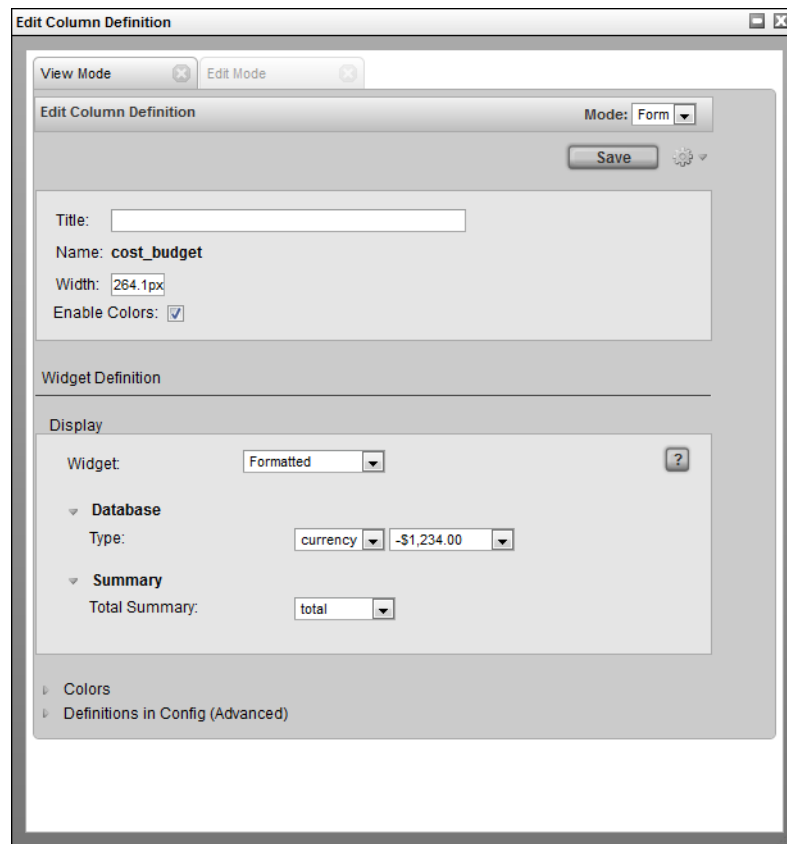 Edit Column Definition
View Mode Edit Mode
Edit Column Definition Mode: Form
Save
Title:
Name: cost_budget
Width: 264.1px
Enable Colors:
Widget Definition
Display
Widget: Formatted ?
Database
Type: currency -$1,234.00
Summary
Total Summary: total
Colors
Definitions in Config (Advanced)